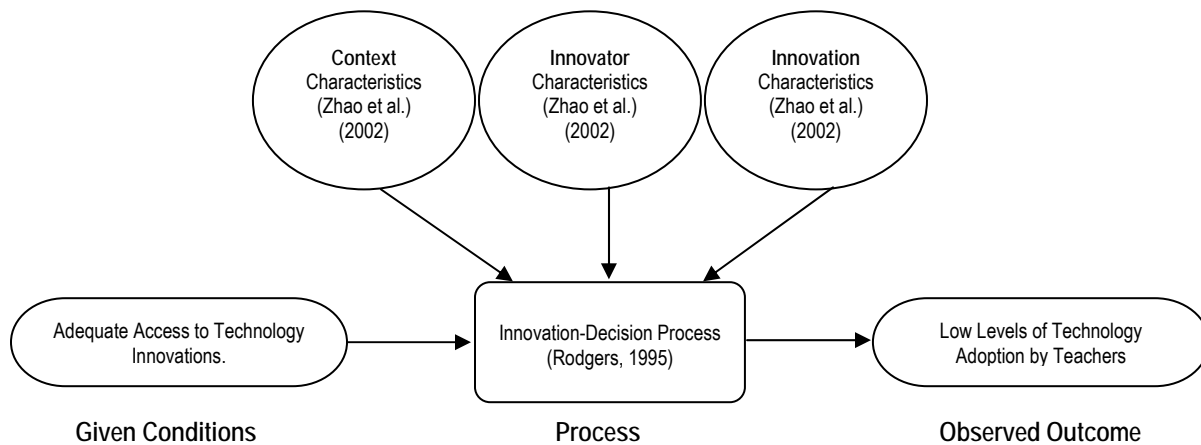 Context
Characteristics
(Zhao et al.)
(2002)
Innovator
Characteristics
(Zhao et al.)
(2002)
Innovation
Characteristics
(Zhao et al.)
(2002)
Adequate Access to Technology
Innovations.
Innovation-Decision Process
(Rodgers, 1995)
Low Levels of Technology
Adoption by Teachers
Given Conditions
Process
Observed Outcome